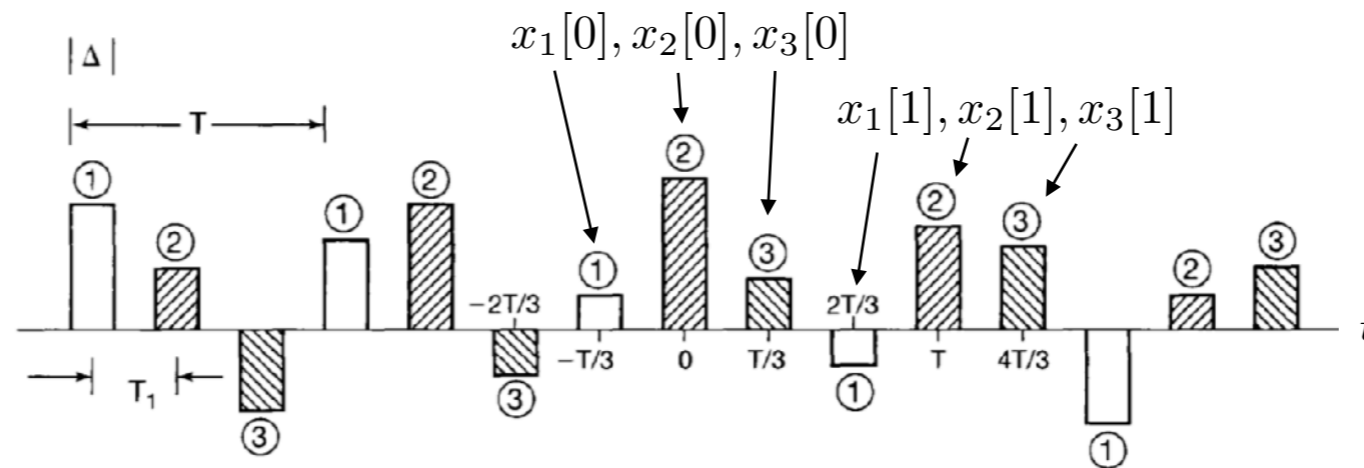 x₁[0], x₂[0], x₃[0]
|Δ|
T
x₁[1], x₂[1], x₃[1]
① ② ③ ① ② ③ ① ② ③ ① ② ③ ① ② ③
−2T/3 2T/3
−T/3 0 T/3 T 4T/3 t
T₁